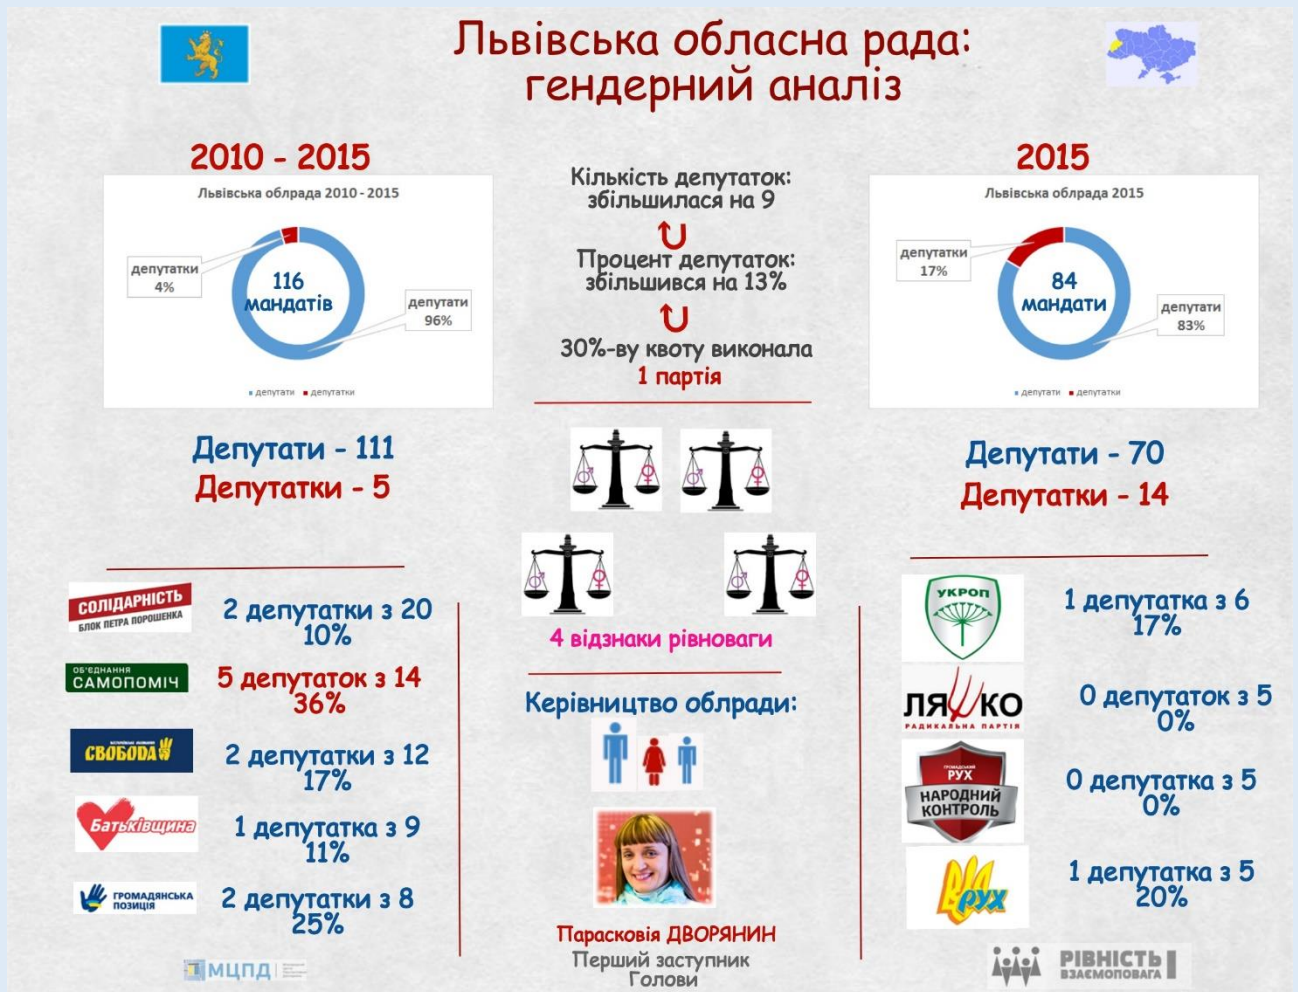 Львівська обласна рада:
гендерний аналіз
2010 - 2015
Львівська облрада 2010 - 2015
депутатки
4%
116
мандатів
депутати
96%
депутати депутатки
Депутати - 111
Депутатки - 5
Кількість депутаток:
збільшилася на 9
Процент депутаток:
збільшився на 13%
30%-ву квоту виконала
1 партія
2015
Львівська облрада 2015
депутатки
17%
84
мандати
депутати
83%
депутати депутатки
Депутати - 70
Депутатки - 14
СОЛІДАРНІСТЬ
БЛОК ПЕТРА ПОРОШЕНКА
2 депутатки з 20
10%
ОБ'ЄДНАННЯ
САМОПОМІЧ
5 депутаток з 14
36%
СВОБОДА
2 депутатки з 12
17%
Батьківщина
1 депутатка з 9
11%
ГРОМАДЯНСЬКА
ПОЗИЦІЯ
2 депутатки з 8
25%
МЦПД
4 відзнаки рівноваги
Керівництво облради:
Парасковія ДВОРЯНИН
Перший заступник
Голови
УКРОП
1 депутатка з 6
17%
ЛЯШКО
РАДИКАЛЬНА ПАРТІЯ
0 депутаток з 5
0%
ГРОМАДСЬКИЙ
РУХ
НАРОДНИЙ
КОНТРОЛЬ
0 депутатка з 5
0%
РУХ
1 депутатка з 5
20%
РІВНІСТЬ
ВЗАЄМОПОВАГА